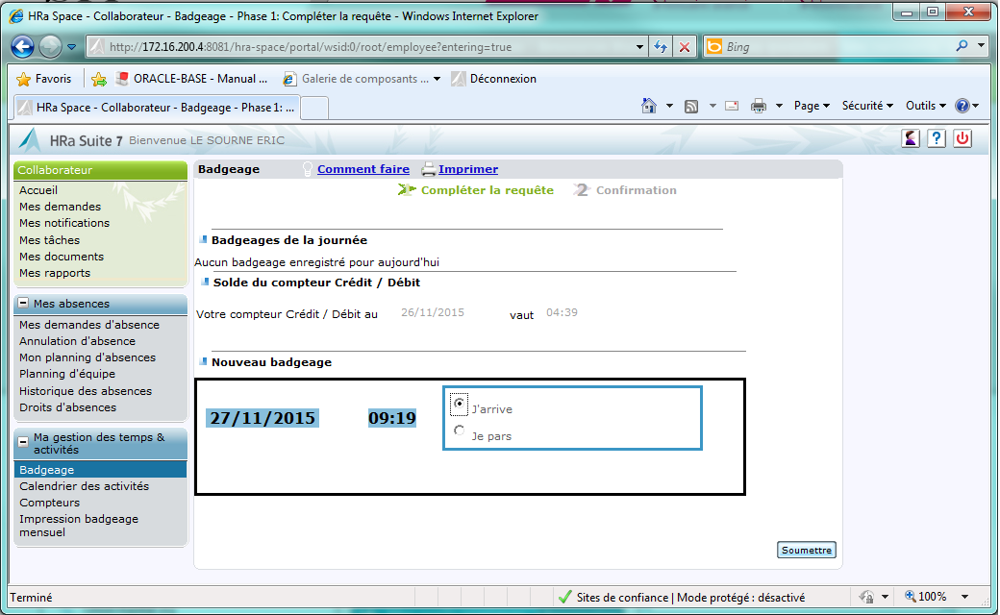 HRa Space - Collaborateur - Badgeage - Phase 1: Compléter la requête - Windows Internet Explorer
http://172.16.200.4:8081/hra-space/portal/wsid:0/root/employee?entering=true
Bing
Favoris
ORACLE-BASE - Manual ...
Galerie de composants ...
Déconnexion
HRa Space - Collaborateur - Badgeage - Phase 1: ...
Page
Sécurité
Outils
HRa Suite 7 Bienvenue LE SOURNE ERIC
Collaborateur
Accueil
Mes demandes
Mes notifications
Mes tâches
Mes documents
Mes rapports
Mes absences
Mes demandes d'absence
Annulation d'absence
Mon planning d'absences
Planning d'équipe
Historique des absences
Droits d'absences
Ma gestion des temps &
activités
Badgeage
Calendrier des activités
Compteurs
Impression badgeage
mensuel
Badgeage Comment faire Imprimer
Compléter la requête 2 Confirmation
Badgeages de la journée
Aucun badgeage enregistré pour aujourd'hui
Solde du compteur Crédit / Débit
Votre compteur Crédit / Débit au 26/11/2015 vaut 04:39
Nouveau badgeage
27/11/2015 09:19
J'arrive
Je pars
Soumettre
Terminé
Sites de confiance | Mode protégé : désactivé
100%